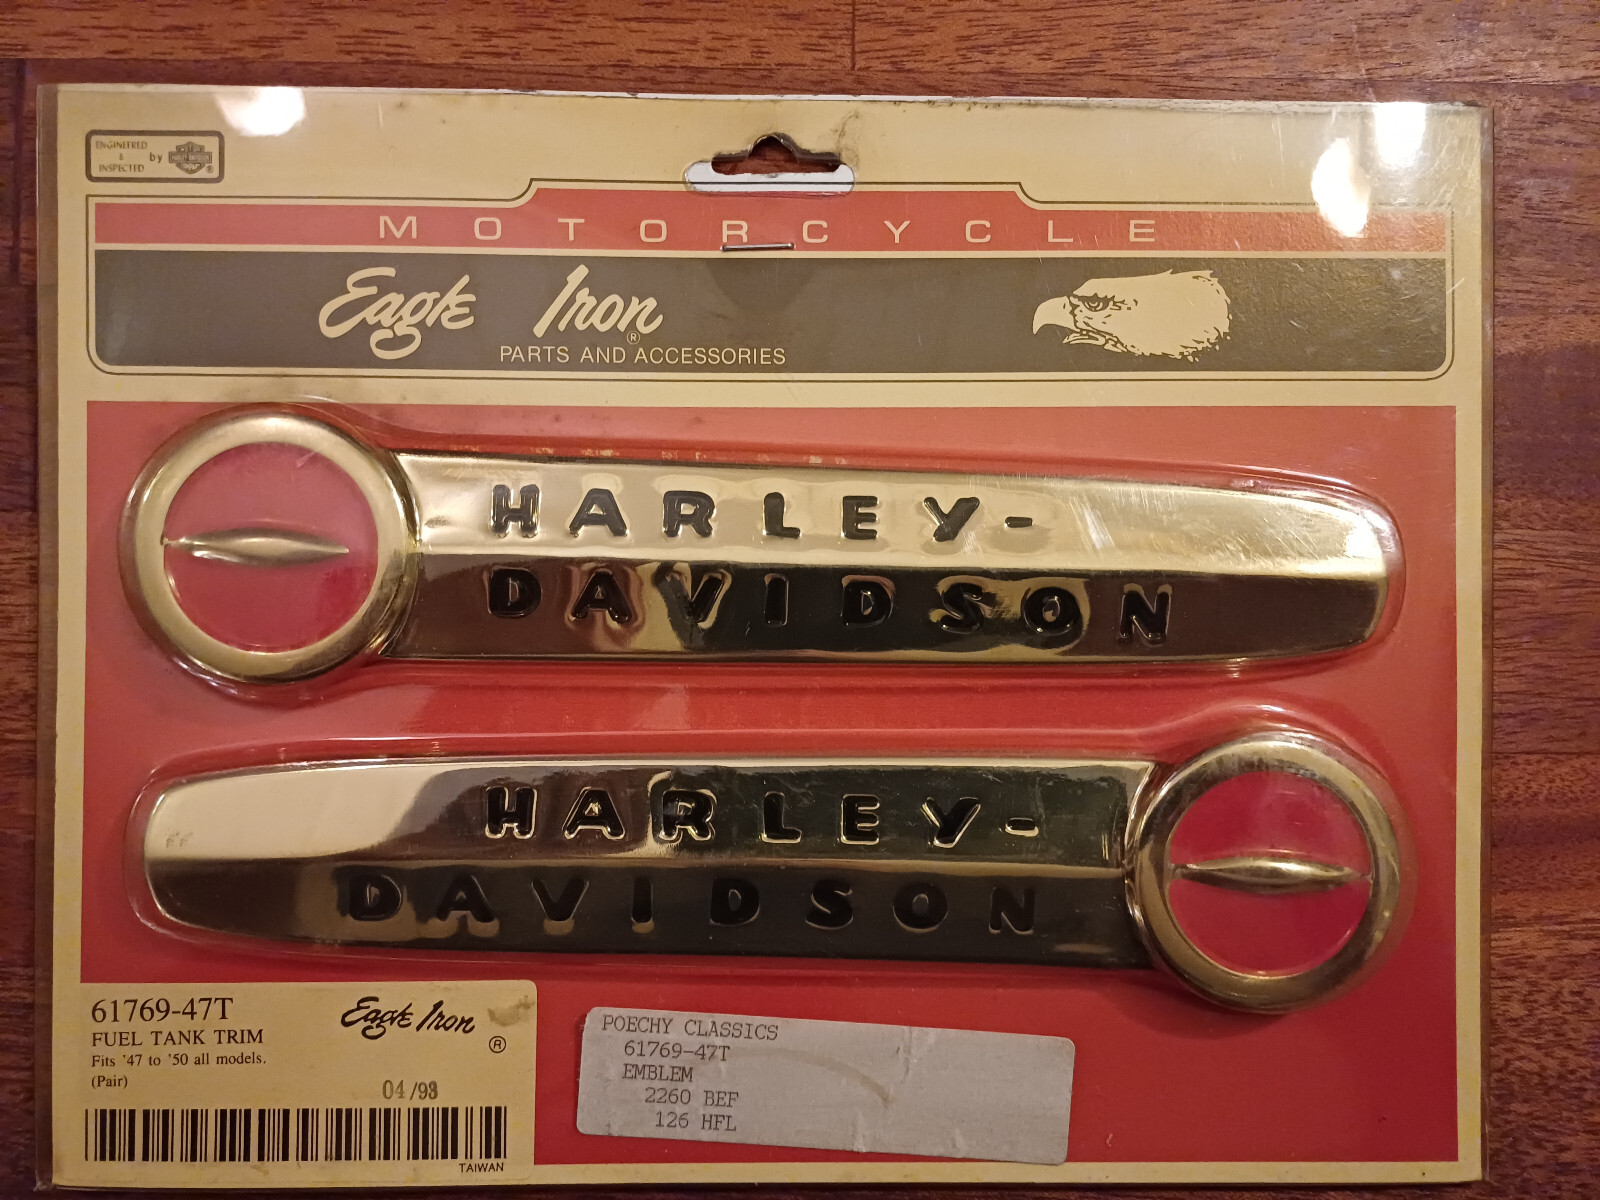 ENGINEERED
&
INSPECTED
by
HARLEY-DAVIDSON
®
MOTORCYCLE
Eagle Iron
®
PARTS AND ACCESSORIES
HARLEY-
DAVIDSON
HARLEY-
DAVIDSON
61769-47T
FUEL TANK TRIM
Fits '47 to '50 all models.
(Pair)
Eagle Iron
®
04/93
TAIWAN
POECHY CLASSICS
61769-47T
EMBLEM
2260 BEF
126 HFL